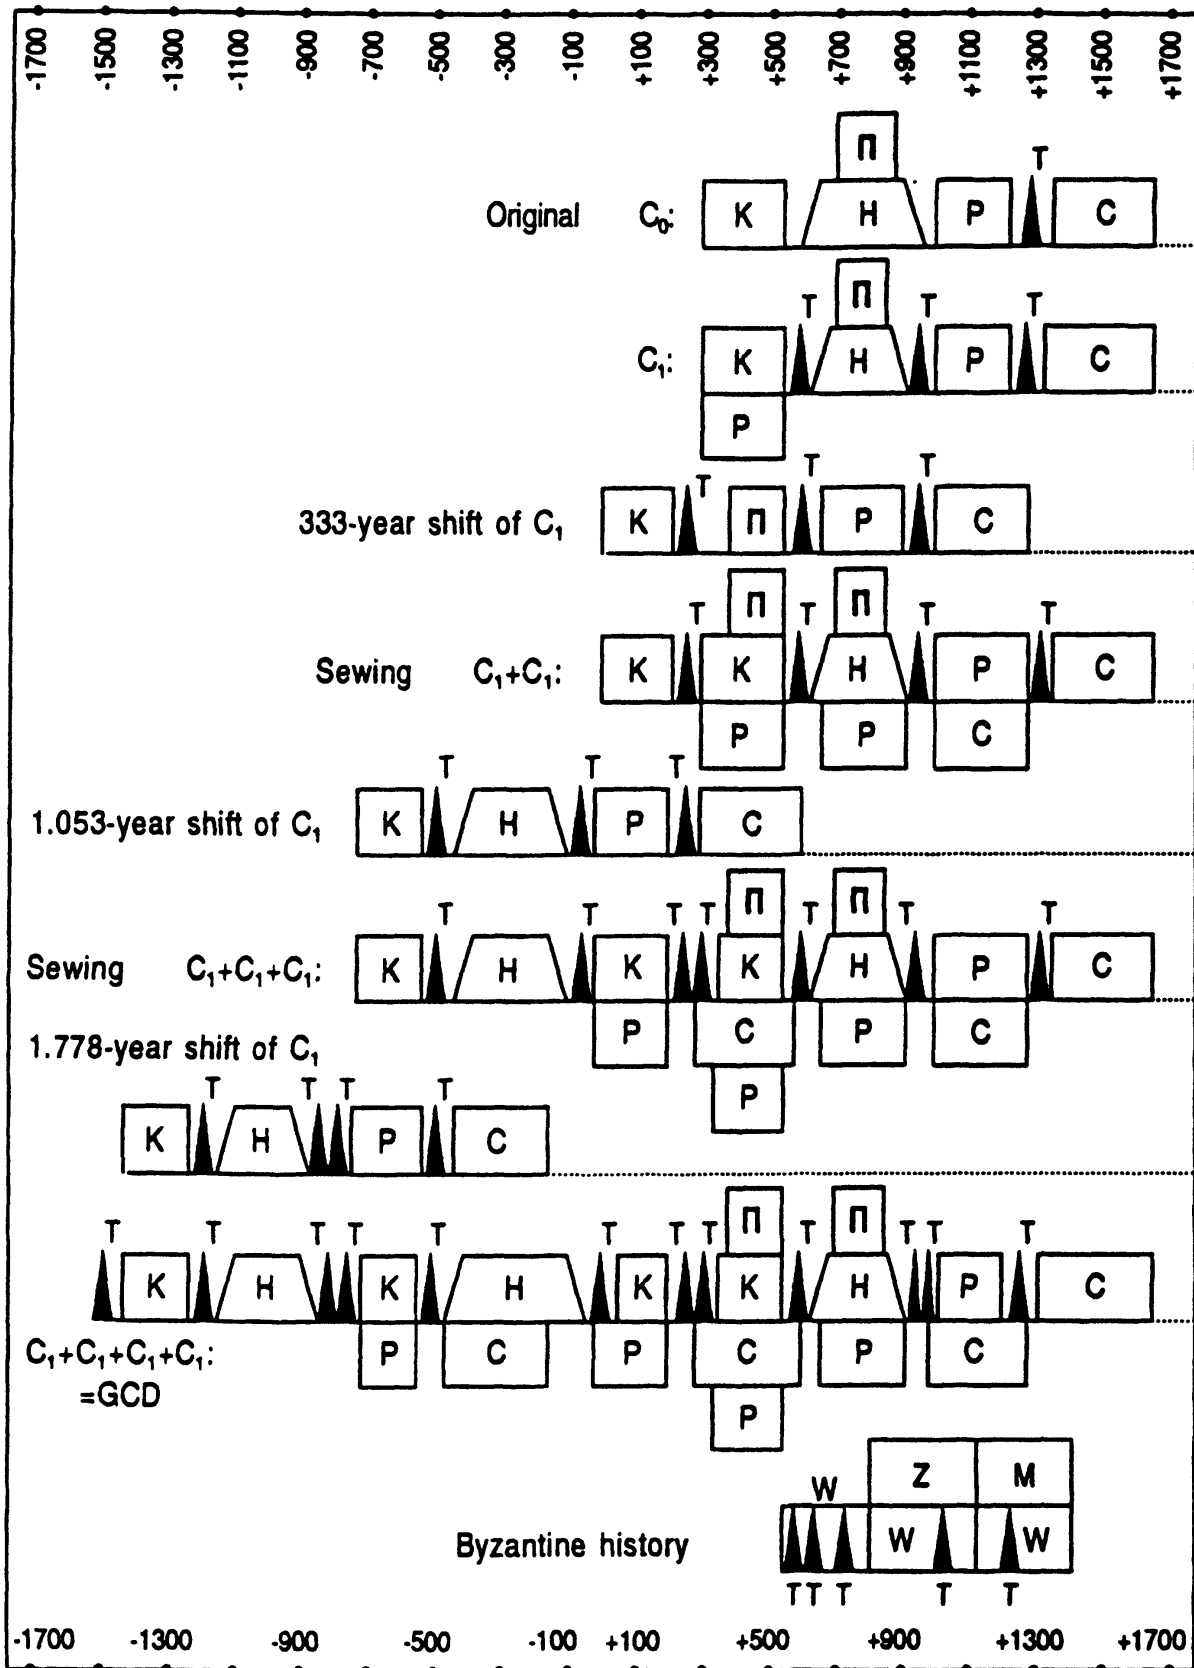 -1700 -1500 -1300 -1100 -900 -700 -500 -300 -100 +100 +300 +500 +700 +900 +1100 +1300 +1500 +1700
П
T
Original C₀: К Н Р С
П
T T T
C₁: К Н Р С
Р
T T T
333-year shift of C₁ К П Р С
П П
T T T T
Sewing C₁+C₁: К К Н Р С
Р Р С
T T T
1.053-year shift of C₁ К Н Р С
П П
T T T T T T T
Sewing C₁+C₁+C₁: К Н К К Н Р С
Р С Р С
1.778-year shift of C₁
Р
T T T T
К Н Р С
П П
T T T T T T T T T T T T
К Н К Н К К Н Р С
C₁+C₁+C₁+C₁: Р С Р С Р С
=GCD
Р
Z M
W
Byzantine history W W
T T T T T
-1700 -1300 -900 -500 -100 +100 +500 +900 +1300 +1700